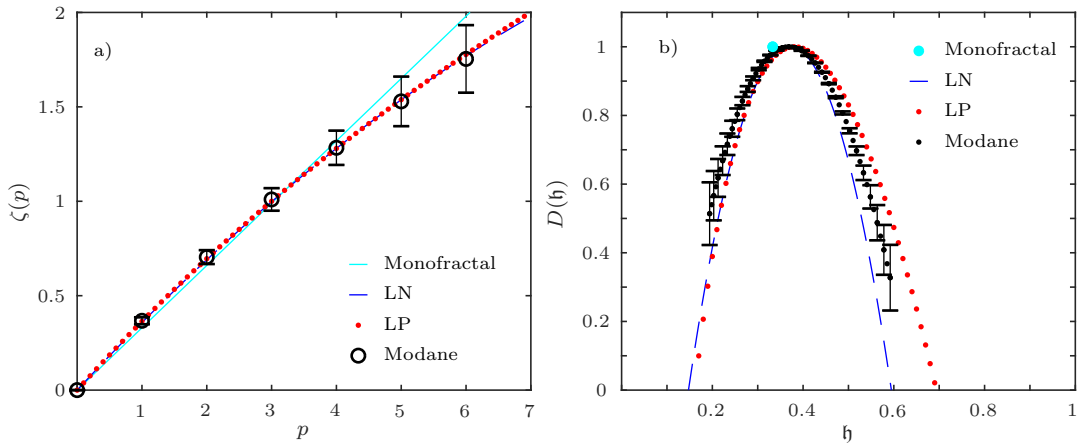 a)
ζ(p)
2
1.5
1
0.5
0
1 2 3 4 5 6 7
p
Monofractal
LN
LP
Modane
b)
D(𝔥)
1
0.8
0.6
0.4
0.2
0
0.2 0.4 0.6 0.8 1
𝔥
Monofractal
LN
LP
Modane